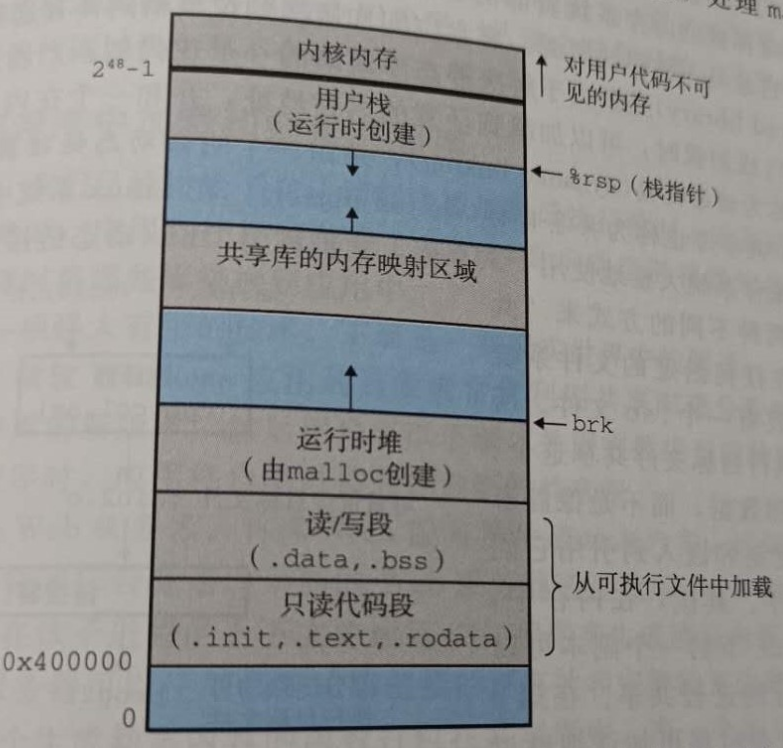 处理 m
内核内存
2⁴⁸-1
对用户代码不可
见的内存
用户栈
(运行时创建)
%rsp(栈指针)
共享库的内存映射区域
brk
运行时堆
(由malloc创建)
读/写段
(.data,.bss)
从可执行文件中加载
只读代码段
(.init,.text,.rodata)
0x400000
0